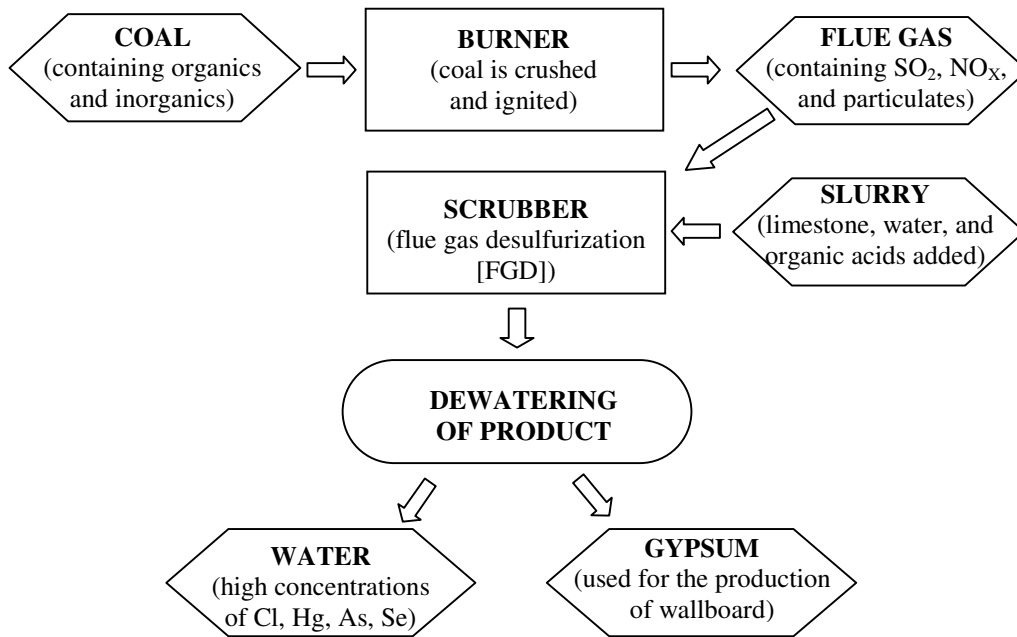 COAL
(containing organics
and inorganics)
BURNER
(coal is crushed
and ignited)
FLUE GAS
(containing SO₂, NOₓ,
and particulates)
SCRUBBER
(flue gas desulfurization
[FGD])
SLURRY
(limestone, water, and
organic acids added)
DEWATERING
OF PRODUCT
WATER
(high concentrations
of Cl, Hg, As, Se)
GYPSUM
(used for the production
of wallboard)